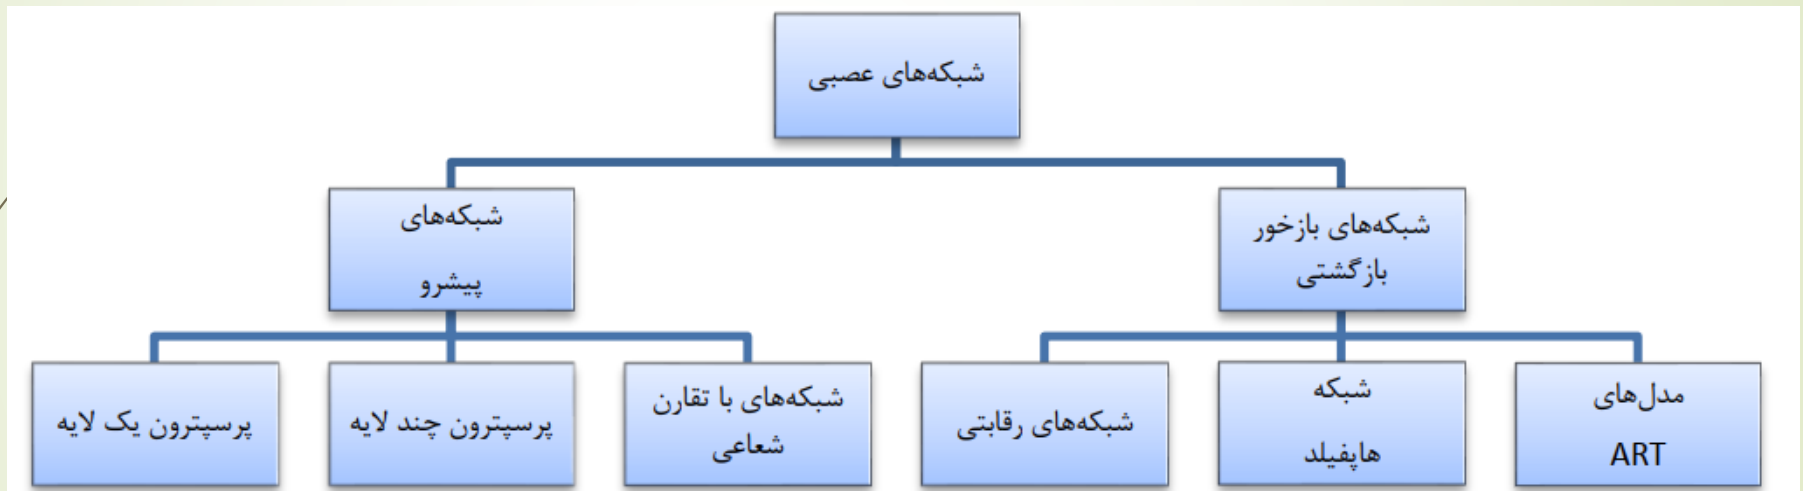 شبکه‌های عصبی
شبکه‌های بازخور
بازگشتی
شبکه‌های
پیشرو
مدل‌های
ART
شبکه
هاپفیلد
شبکه‌های رقابتی
شبکه‌های با تقارن
شعاعی
پرسپترون چند لایه
پرسپترون یک لایه